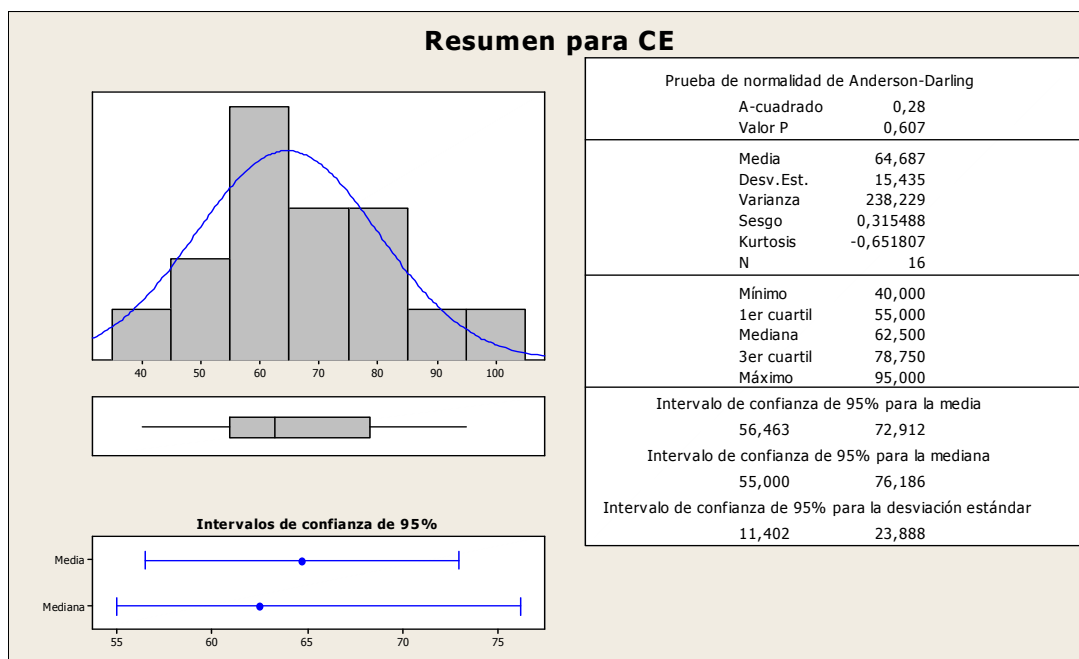 Resumen para CE
40 50 60 70 80 90 100
Intervalos de confianza de 95%
Media
Mediana
55 60 65 70 75
Prueba de normalidad de Anderson-Darling
A-cuadrado 0,28
Valor P 0,607
Media 64,687
Desv.Est. 15,435
Varianza 238,229
Sesgo 0,315488
Kurtosis -0,651807
N 16
Mínimo 40,000
1er cuartil 55,000
Mediana 62,500
3er cuartil 78,750
Máximo 95,000
Intervalo de confianza de 95% para la media
56,463 72,912
Intervalo de confianza de 95% para la mediana
55,000 76,186
Intervalo de confianza de 95% para la desviación estándar
11,402 23,888